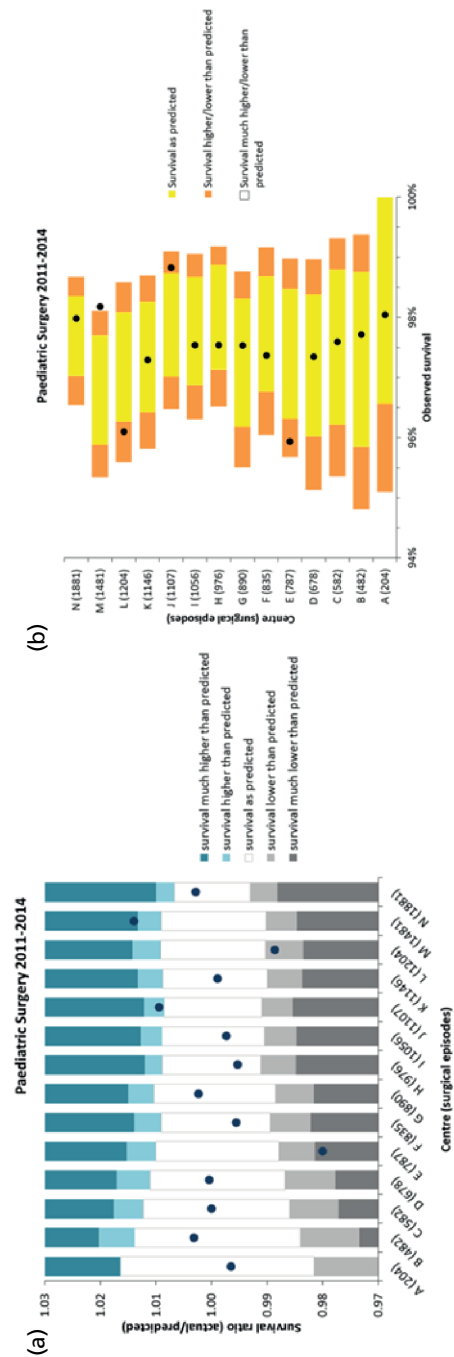 (a)
Paediatric Surgery 2011-2014
Survival ratio (actual/predicted)
1.03
1.02
1.01
1.00
0.99
0.98
0.97
A (204)
B (482)
C (582)
D (678)
E (787)
F (835)
G (890)
H (976)
I (1056)
J (1107)
K (1146)
L (1204)
M (1481)
N (1881)
Centre (surgical episodes)
survival much higher than predicted
survival higher than predicted
survival as predicted
survival lower than predicted
survival much lower than predicted
(b)
Paediatric Surgery 2011-2014
Centre (surgical episodes)
N (1881)
M (1481)
L (1204)
K (1146)
J (1107)
I (1056)
H (976)
G (890)
F (835)
E (787)
D (678)
C (582)
B (482)
A (204)
94%
96%
98%
100%
Observed survival
Survival as predicted
Survival higher/lower than predicted
Survival much higher/lower than
predicted